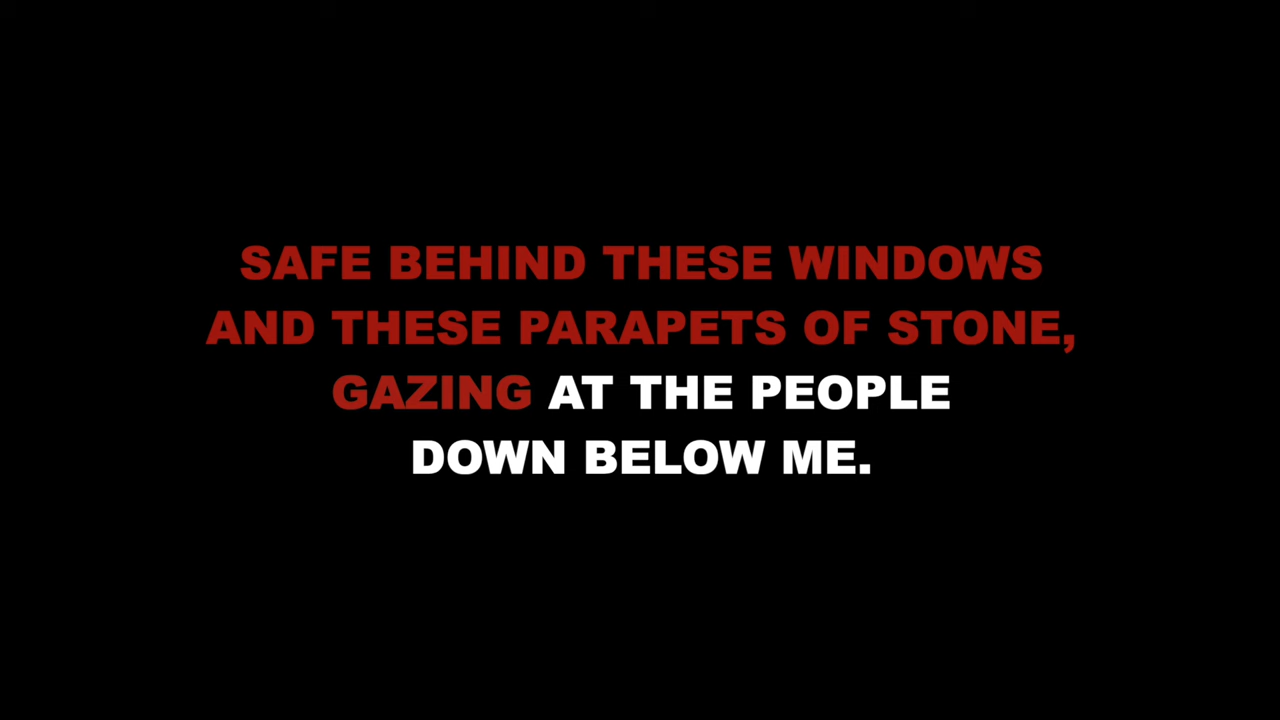 SAFE BEHIND THESE WINDOWS
AND THESE PARAPETS OF STONE,
GAZING AT THE PEOPLE
DOWN BELOW ME.